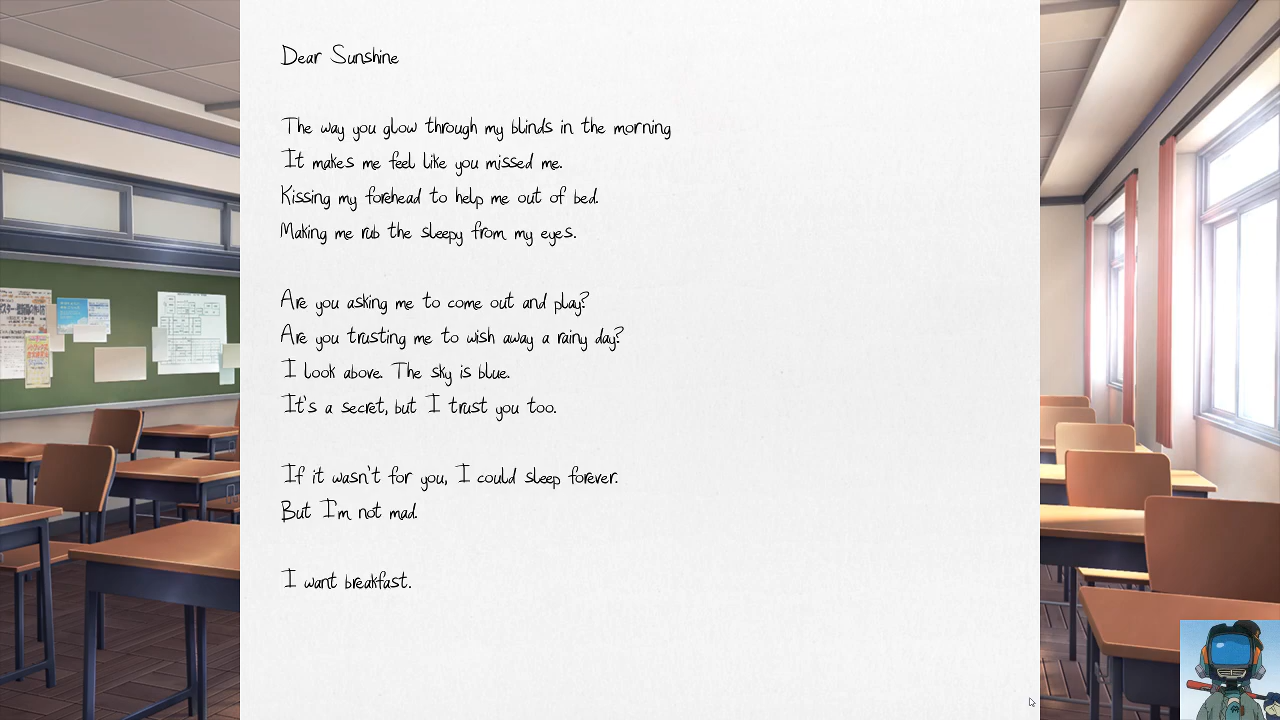 Dear Sunshine
The way you glow through my blinds in the morning
It makes me feel like you missed me.
Kissing my forehead to help me out of bed.
Making me rub the sleepy from my eyes.
Are you asking me to come out and play?
Are you trusting me to wish away a rainy day?
I look above. The sky is blue.
It's a secret, but I trust you too.
If it wasn't for you, I could sleep forever.
But I'm not mad.
I want breakfast.